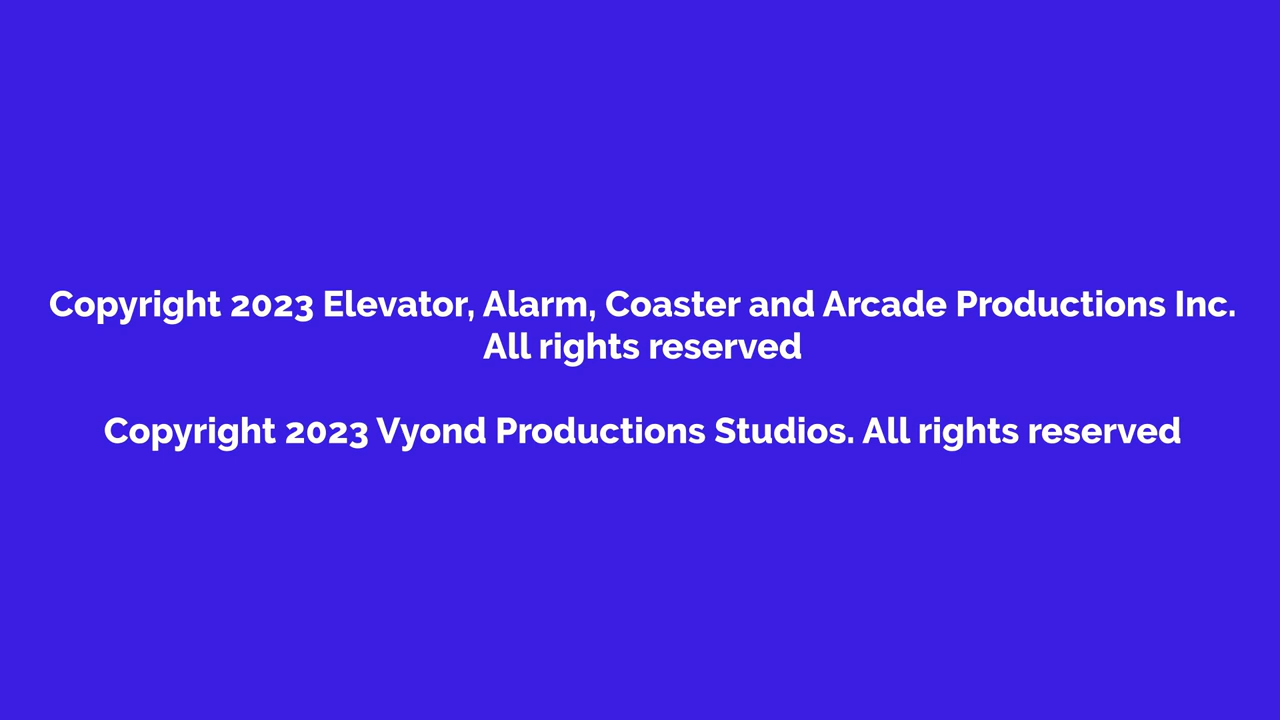 Copyright 2023 Elevator, Alarm, Coaster and Arcade Productions Inc.
All rights reserved
Copyright 2023 Vyond Productions Studios. All rights reserved